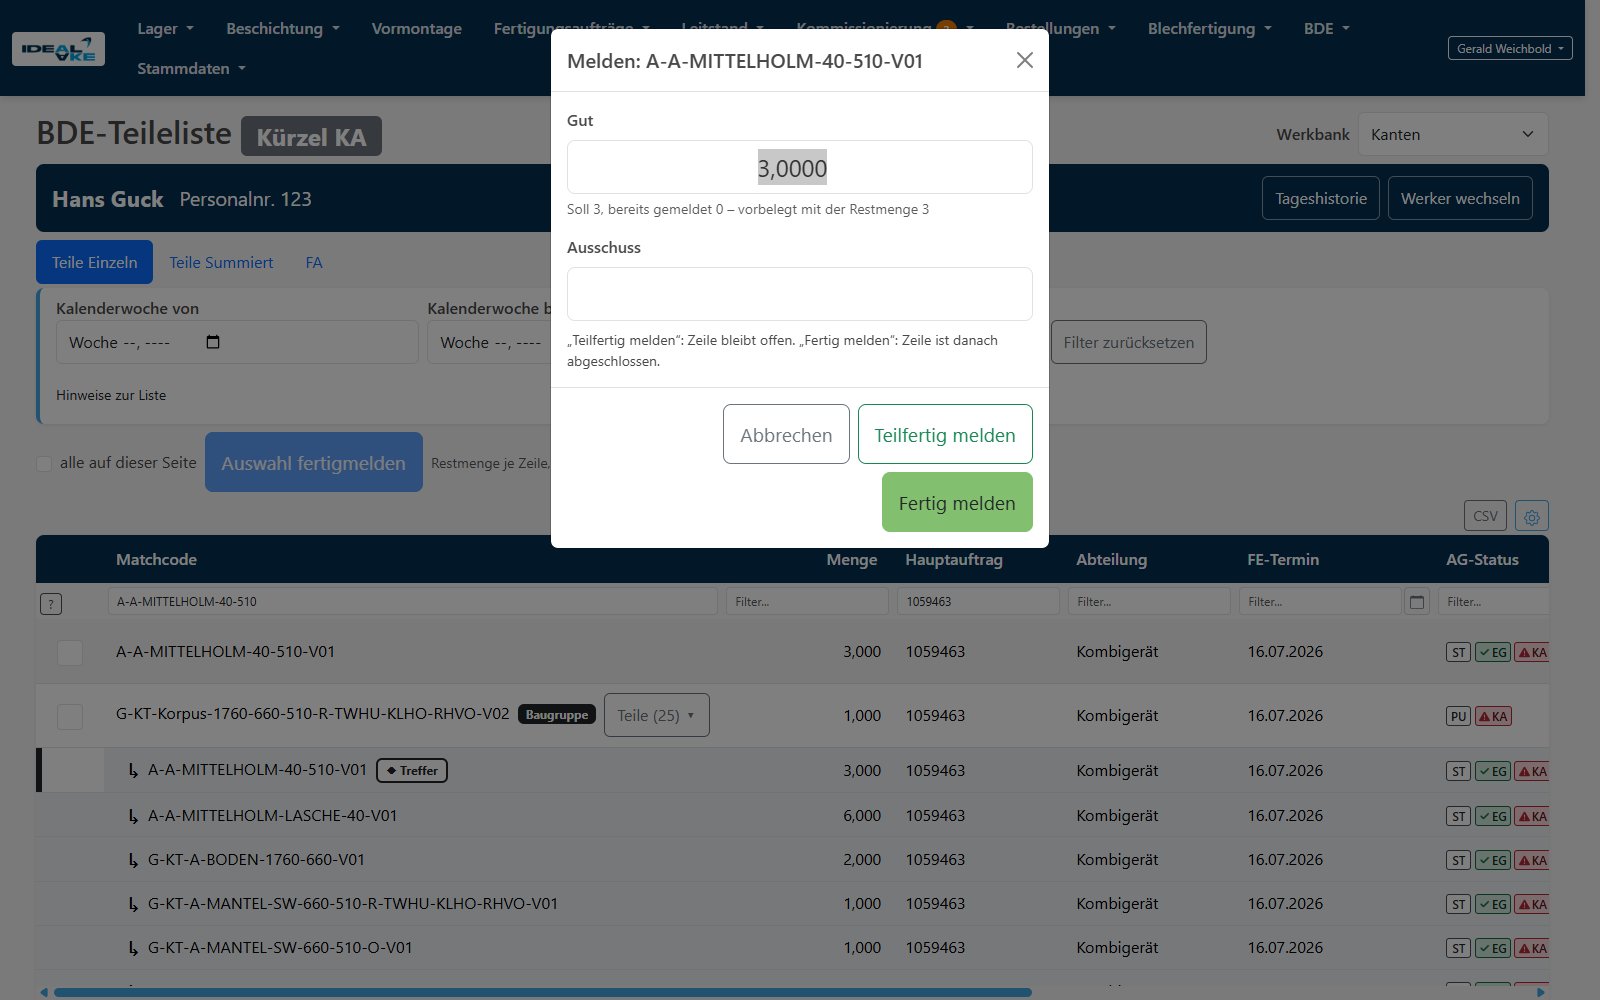 IDEAL AKE
Lager
Beschichtung
Vormontage
Fertigungsaufträge
Leitstand
Kommissionierung
Bestellungen
Blechfertigung
BDE
Stammdaten
Gerald Weichbold
BDE-Teileliste Kürzel KA
Werkbank Kanten
Hans Guck Personalnr. 123
Tageshistorie Werker wechseln
Teile Einzeln Teile Summiert FA
Kalenderwoche von
Kalenderwoche b
Woche --, ----
Woche --, ----
Filter zurücksetzen
Hinweise zur Liste
alle auf dieser Seite Auswahl fertigmelden Restmenge je Zeile,
CSV
Melden: A-A-MITTELHOLM-40-510-V01
Gut
3,0000
Soll 3, bereits gemeldet 0 – vorbelegt mit der Restmenge 3
Ausschuss
„Teilfertig melden“: Zeile bleibt offen. „Fertig melden“: Zeile ist danach
abgeschlossen.
Abbrechen Teilfertig melden
Fertig melden
Matchcode Menge Hauptauftrag Abteilung FE-Termin AG-Status
? A-A-MITTELHOLM-40-510 Filter... 1059463 Filter... Filter... Filter...
A-A-MITTELHOLM-40-510-V01 3,000 1059463 Kombigerät 16.07.2026 ST EG KA
G-KT-Korpus-1760-660-510-R-TWHU-KLHO-RHVO-V02 Baugruppe Teile (25) 1,000 1059463 Kombigerät 16.07.2026 PU KA
A-A-MITTELHOLM-40-510-V01 Treffer 3,000 1059463 Kombigerät 16.07.2026 ST EG KA
A-A-MITTELHOLM-LASCHE-40-V01 6,000 1059463 Kombigerät 16.07.2026 ST EG KA
G-KT-A-BODEN-1760-660-V01 2,000 1059463 Kombigerät 16.07.2026 ST EG KA
G-KT-A-MANTEL-SW-660-510-R-TWHU-KLHO-RHVO-V01 1,000 1059463 Kombigerät 16.07.2026 ST EG KA
G-KT-A-MANTEL-SW-660-510-O-V01 1,000 1059463 Kombigerät 16.07.2026 ST EG KA